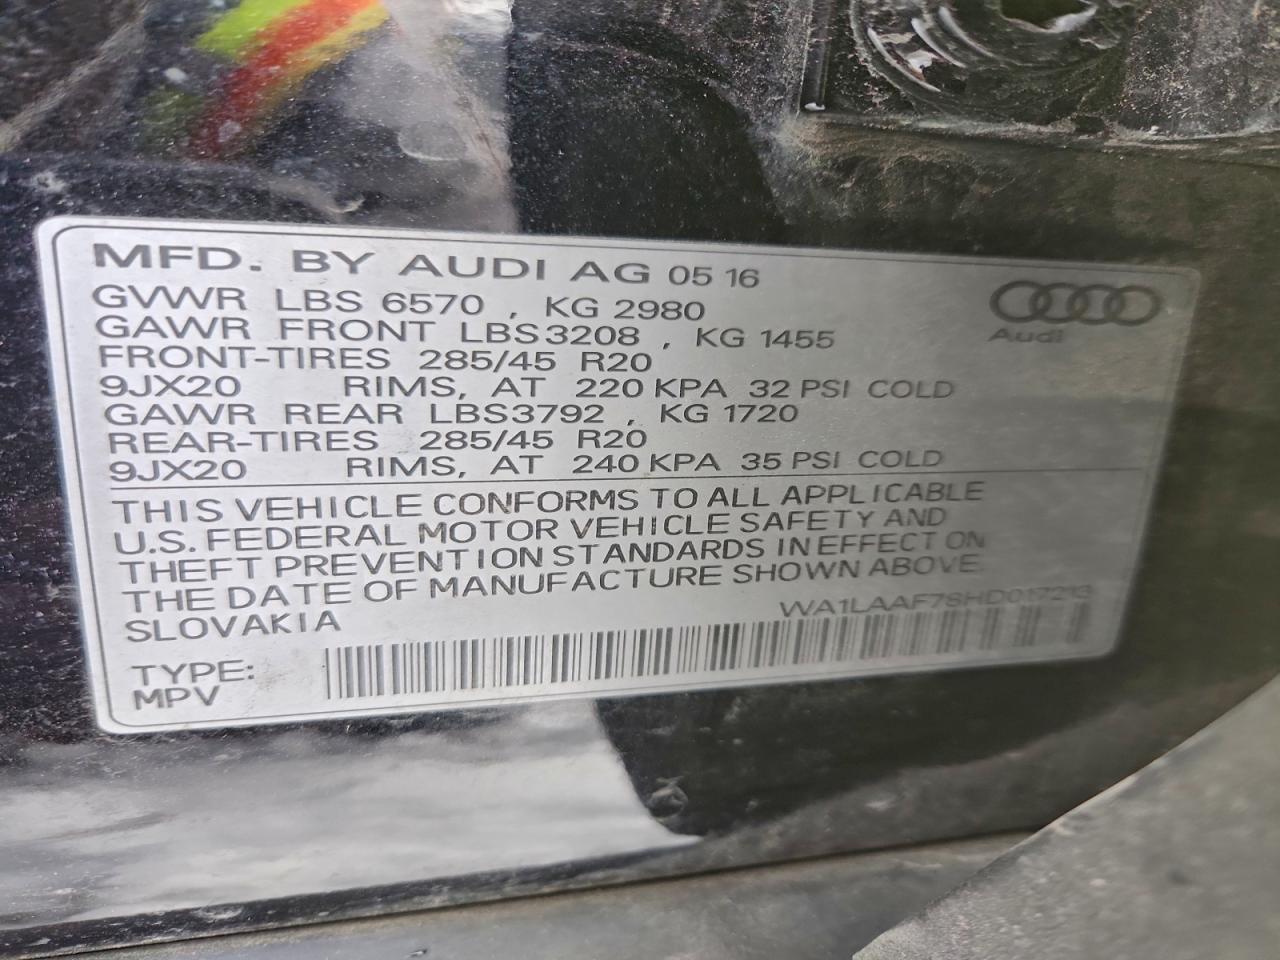 MFD. BY AUDI AG 05 16
GVWR LBS 6570 , KG 2980
GAWR FRONT LBS3208 , KG 1455
FRONT-TIRES 285/45 R20
9JX20 RIMS, AT 220 KPA 32 PSI COLD
GAWR REAR LBS3792 , KG 1720
REAR-TIRES 285/45 R20
9JX20 RIMS, AT 240 KPA 35 PSI COLD
Audi
THIS VEHICLE CONFORMS TO ALL APPLICABLE
U.S. FEDERAL MOTOR VEHICLE SAFETY AND
THEFT PREVENTION STANDARDS IN EFFECT ON
THE DATE OF MANUFACTURE SHOWN ABOVE.
SLOVAKIA
TYPE:
MPV